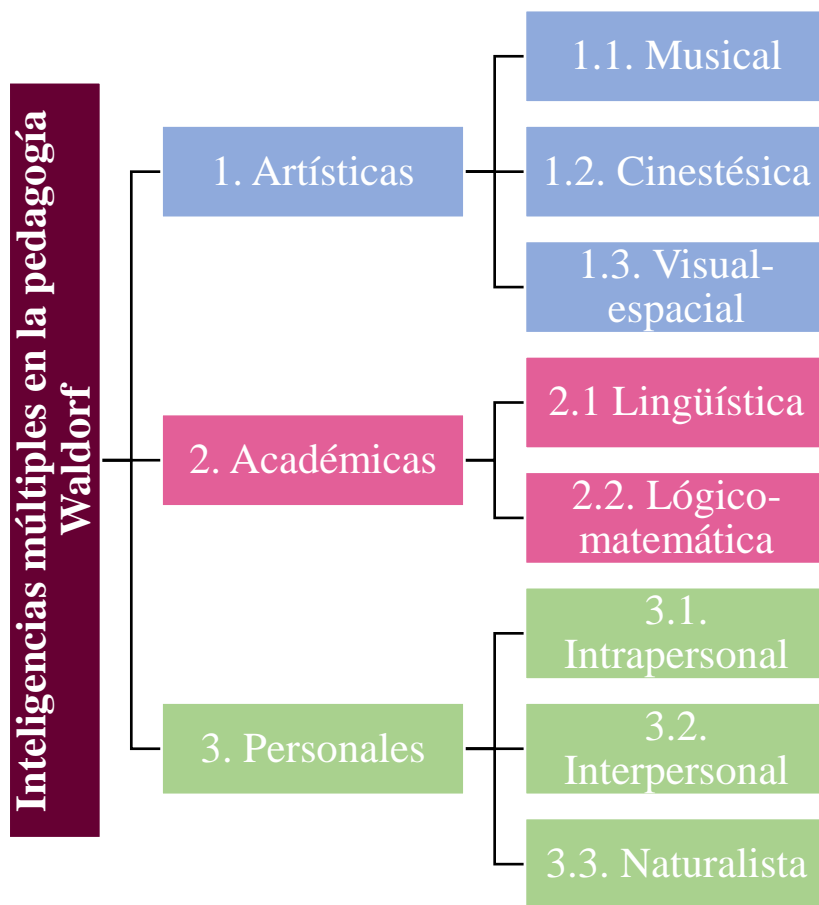 Inteligencias múltiples en la pedagogía
Waldorf
1. Artísticas
1.1. Musical
1.2. Cinestésica
1.3. Visual-
espacial
2. Académicas
2.1 Lingüística
2.2. Lógico-
matemática
3. Personales
3.1.
Intrapersonal
3.2.
Interpersonal
3.3. Naturalista